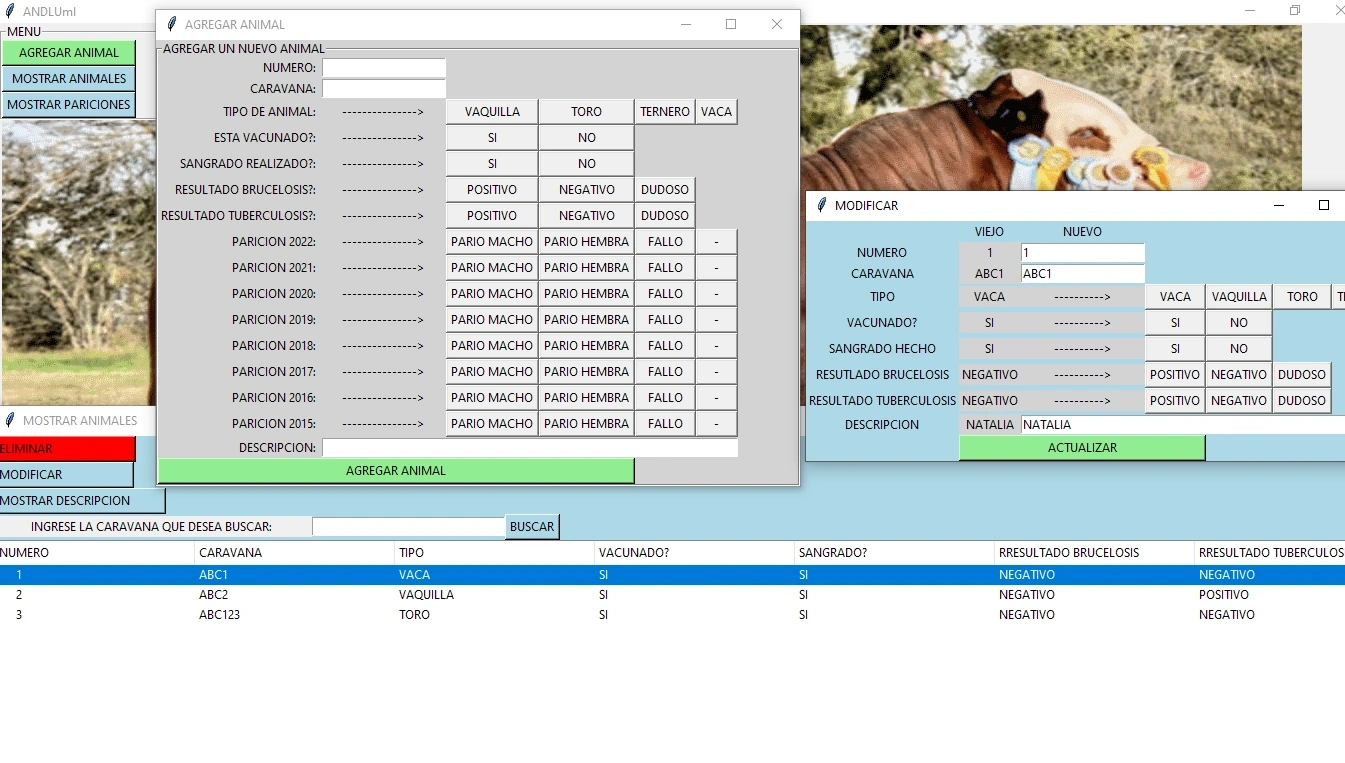 ANDLUmI
MENU
AGREGAR ANIMAL
MOSTRAR ANIMALES
MOSTRAR PARICIONES
AGREGAR ANIMAL
AGREGAR UN NUEVO ANIMAL
NUMERO:
CARAVANA:
TIPO DE ANIMAL: --------------> VAQUILLA TORO TERNERO VACA
ESTA VACUNADO?: --------------> SI NO
SANGRADO REALIZADO?: --------------> SI NO
RESULTADO BRUCELOSIS?: --------------> POSITIVO NEGATIVO DUDOSO
RESULTADO TUBERCULOSIS?: --------------> POSITIVO NEGATIVO DUDOSO
PARICION 2022: --------------> PARIO MACHO PARIO HEMBRA FALLO -
PARICION 2021: --------------> PARIO MACHO PARIO HEMBRA FALLO -
PARICION 2020: --------------> PARIO MACHO PARIO HEMBRA FALLO -
PARICION 2019: --------------> PARIO MACHO PARIO HEMBRA FALLO -
PARICION 2018: --------------> PARIO MACHO PARIO HEMBRA FALLO -
PARICION 2017: --------------> PARIO MACHO PARIO HEMBRA FALLO -
PARICION 2016: --------------> PARIO MACHO PARIO HEMBRA FALLO -
PARICION 2015: --------------> PARIO MACHO PARIO HEMBRA FALLO -
DESCRIPCION:
AGREGAR ANIMAL
MODIFICAR
VIEJO NUEVO
NUMERO 1 1
CARAVANA ABC1 ABC1
TIPO VACA ----------> VACA VAQUILLA TORO
VACUNADO? SI ----------> SI NO
SANGRADO HECHO SI ----------> SI NO
RESUTLADO BRUCELOSIS NEGATIVO ----------> POSITIVO NEGATIVO DUDOSO
RESULTADO TUBERCULOSIS NEGATIVO ----------> POSITIVO NEGATIVO DUDOSO
DESCRIPCION NATALIA NATALIA
ACTUALIZAR
MOSTRAR ANIMALES
ELIMINAR
MODIFICAR
MOSTRAR DESCRIPCION
INGRESE LA CARAVANA QUE DESEA BUSCAR: BUSCAR
NUMERO CARAVANA TIPO VACUNADO? SANGRADO? RRESULTADO BRUCELOSIS RRESULTADO TUBERCULOS
1 ABC1 VACA SI SI NEGATIVO NEGATIVO
2 ABC2 VAQUILLA SI SI NEGATIVO POSITIVO
3 ABC123 TORO SI SI NEGATIVO NEGATIVO